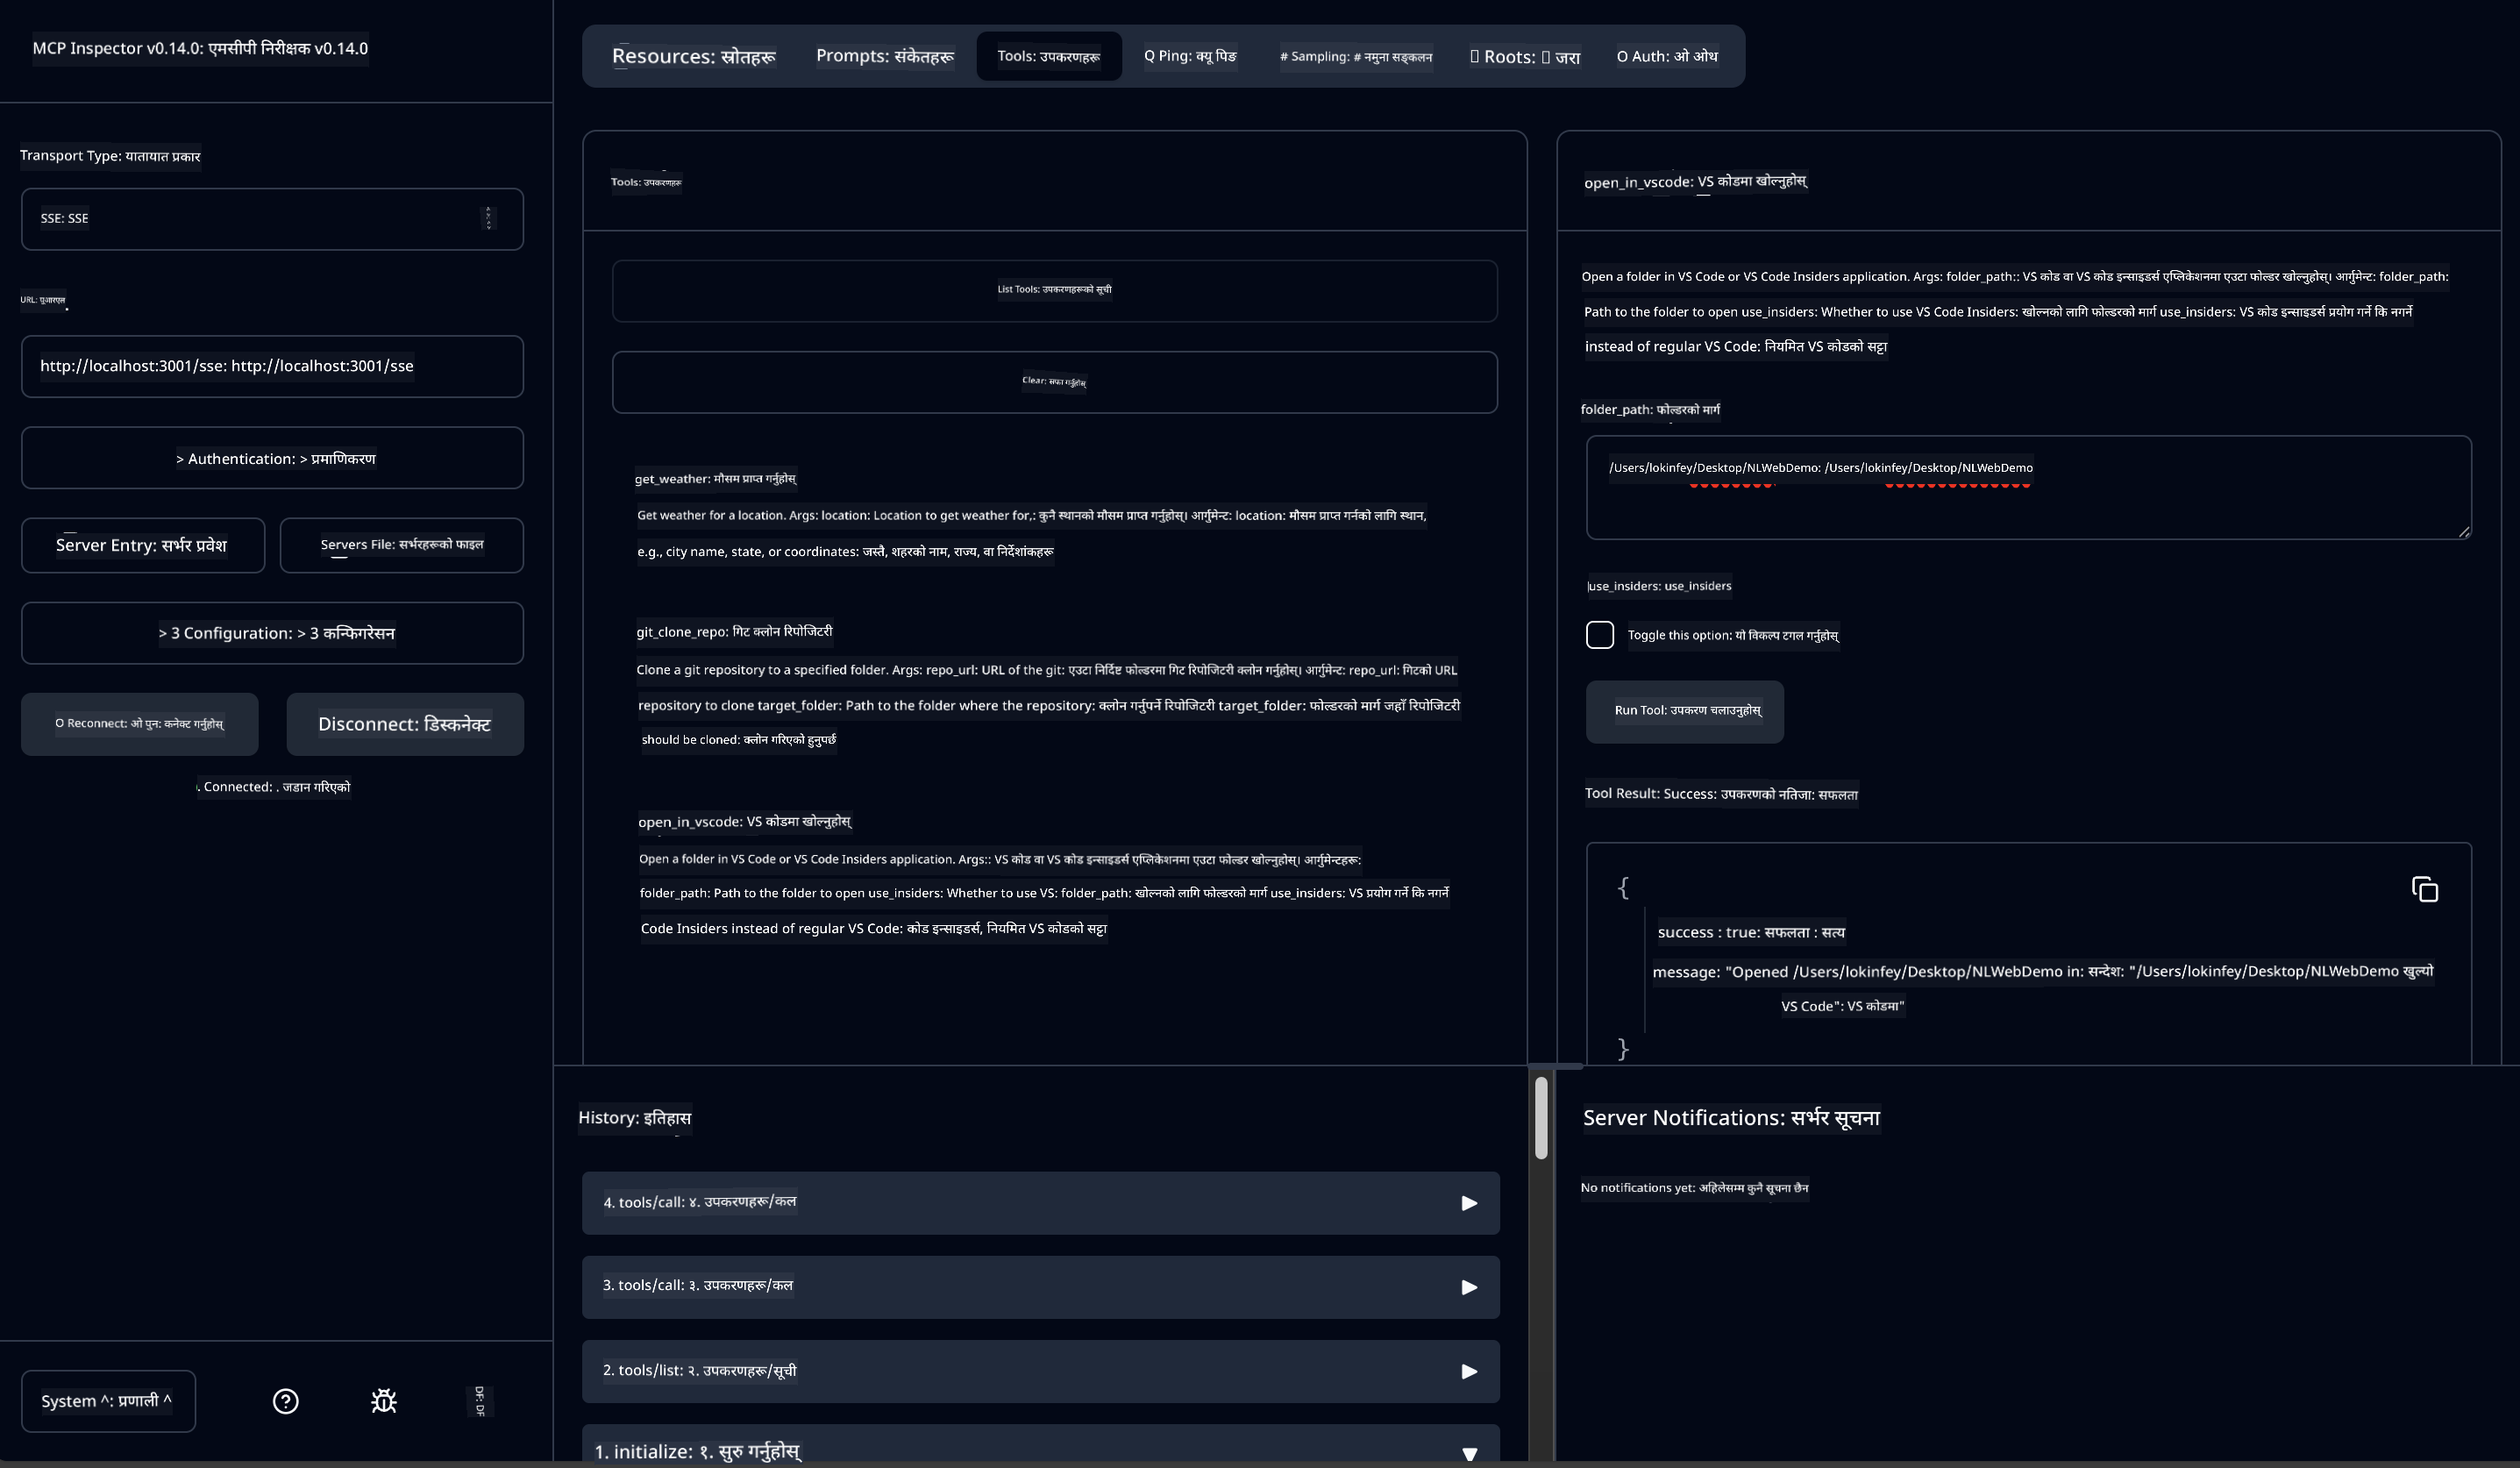 MCP Inspector v0.14.0: एमसीपी निरीक्षक v0.14.0
Transport Type: यातायात प्रकार
SSE: SSE
URL: युआरएल
http://localhost:3001/sse: http://localhost:3001/sse
> Authentication: > प्रमाणिकरण
Server Entry: सर्भर प्रवेश
Servers File: सर्भरहरूको फाइल
> 3 Configuration: > 3 कन्फिगरेसन
O Reconnect: ओ पुन: कनेक्ट गर्नुहोस्
Disconnect: डिस्कनेक्ट
. Connected: . जडान गरिएको
System ^: प्रणाली ^
Resources: स्रोतहरू
Prompts: संकेतहरू
Tools: उपकरणहरू
Q Ping: क्यू पिङ
# Sampling: # नमुना सङ्कलन
Roots: जरा
O Auth: ओ ओथ
Tools: उपकरणहरू
List Tools: उपकरणहरूको सूची
Clear: सफा गर्नुहोस्
get_weather: मौसम प्राप्त गर्नुहोस्
Get weather for a location. Args: location: Location to get weather for,: कुनै स्थानको मौसम प्राप्त गर्नुहोस्। आर्गुमेन्ट: location: मौसम प्राप्त गर्नको लागि स्थान,
e.g., city name, state, or coordinates: जस्तै, शहरको नाम, राज्य, वा निर्देशांकहरू
git_clone_repo: गिट क्लोन रिपोजिटरी
Clone a git repository to a specified folder. Args: repo_url: URL of the git: एउटा निर्दिष्ट फोल्डरमा गिट रिपोजिटरी क्लोन गर्नुहोस्। आर्गुमेन्ट: repo_url: गिटको URL
repository to clone target_folder: Path to the folder where the repository: क्लोन गर्नुपर्ने रिपोजिटरी target_folder: फोल्डरको मार्ग जहाँ रिपोजिटरी
should be cloned: क्लोन गरिएको हुनुपर्छ
open_in_vscode: VS कोडमा खोल्नुहोस्
Open a folder in VS Code or VS Code Insiders application. Args:: VS कोड वा VS कोड इन्साइडर्स एप्लिकेशनमा एउटा फोल्डर खोल्नुहोस्। आर्गुमेन्टहरू:
folder_path: Path to the folder to open use_insiders: Whether to use VS: folder_path: खोल्नको लागि फोल्डरको मार्ग use_insiders: VS प्रयोग गर्ने कि नगर्ने
Code Insiders instead of regular VS Code: कोड इन्साइडर्स, नियमित VS कोडको सट्टा
open_in_vscode: VS कोडमा खोल्नुहोस्
Open a folder in VS Code or VS Code Insiders application. Args: folder_path:: VS कोड वा VS कोड इन्साइडर्स एप्लिकेशनमा एउटा फोल्डर खोल्नुहोस्। आर्गुमेन्ट: folder_path:
Path to the folder to open use_insiders: Whether to use VS Code Insiders: खोल्नको लागि फोल्डरको मार्ग use_insiders: VS कोड इन्साइडर्स प्रयोग गर्ने कि नगर्ने
instead of regular VS Code: नियमित VS कोडको सट्टा
folder_path: फोल्डरको मार्ग
/Users/lokinfey/Desktop/NLWebDemo: /Users/lokinfey/Desktop/NLWebDemo
use_insiders: use_insiders
Toggle this option: यो विकल्प टगल गर्नुहोस्
Run Tool: उपकरण चलाउनुहोस्
Tool Result: Success: उपकरणको नतिजा: सफलता
{
success : true: सफलता : सत्य
message: "Opened /Users/lokinfey/Desktop/NLWebDemo in: सन्देश: "/Users/lokinfey/Desktop/NLWebDemo खुल्यो
VS Code": VS कोडमा"
}
History: इतिहास
4. tools/call: ४. उपकरणहरू/कल
3. tools/call: ३. उपकरणहरू/कल
2. tools/list: २. उपकरणहरू/सूची
1. initialize: १. सुरु गर्नुहोस्
Server Notifications: सर्भर सूचना
No notifications yet: अहिलेसम्म कुनै सूचना छैन